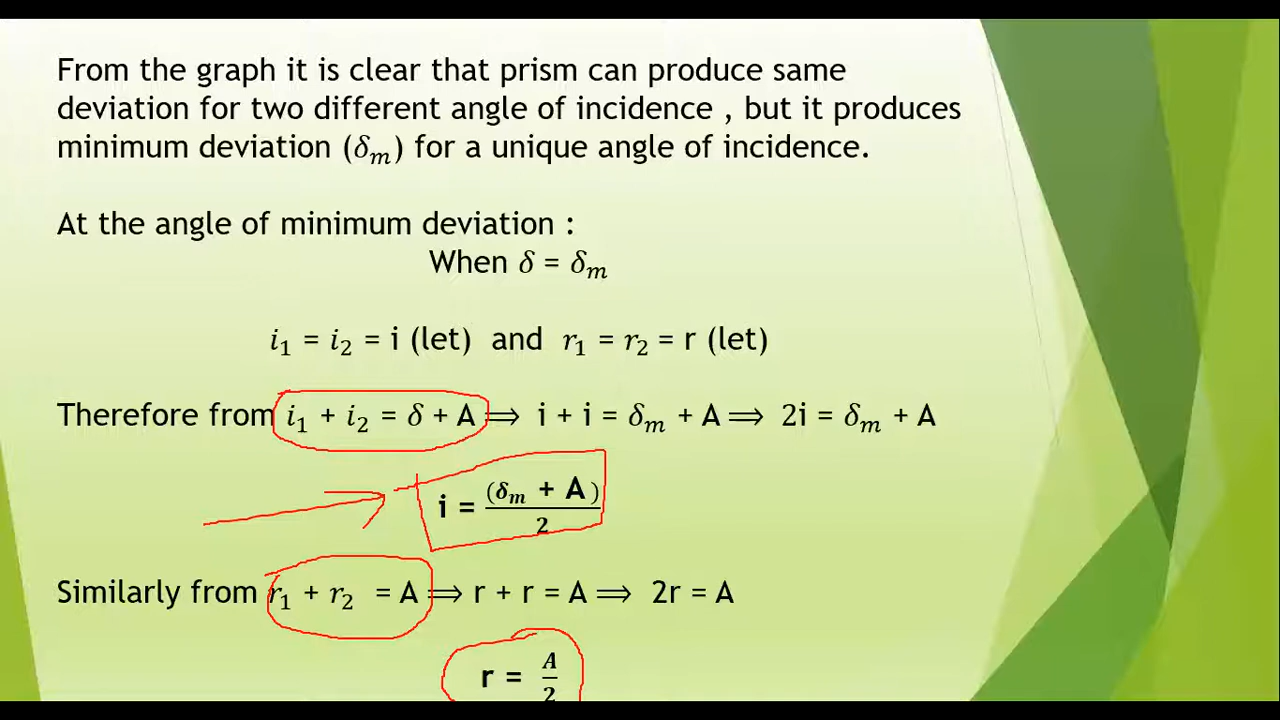 From the graph it is clear that prism can produce same
deviation for two different angle of incidence , but it produces
minimum deviation (δₘ) for a unique angle of incidence.
At the angle of minimum deviation :
When δ = δₘ
i₁ = i₂ = i (let) and r₁ = r₂ = r (let)
Therefore from i₁ + i₂ = δ + A ⟹ i + i = δₘ + A ⟹ 2i = δₘ + A
i = (δₘ + A)/2
Similarly from r₁ + r₂ = A ⟹ r + r = A ⟹ 2r = A
r = A/2